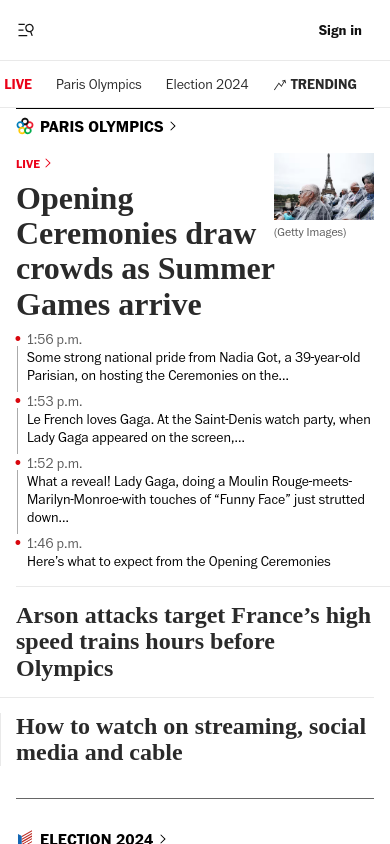 Sign in
LIVE Paris Olympics Election 2024 TRENDING
PARIS OLYMPICS
LIVE
Opening
Ceremonies draw
crowds as Summer
Games arrive
(Getty Images)
1:56 p.m.
Some strong national pride from Nadia Got, a 39-year-old
Parisian, on hosting the Ceremonies on the...
1:53 p.m.
Le French loves Gaga. At the Saint-Denis watch party, when
Lady Gaga appeared on the screen,...
1:52 p.m.
What a reveal! Lady Gaga, doing a Moulin Rouge-meets-
Marilyn-Monroe-with touches of “Funny Face” just strutted
down...
1:46 p.m.
Here’s what to expect from the Opening Ceremonies
Arson attacks target France’s high
speed trains hours before
Olympics
How to watch on streaming, social
media and cable
ELECTION 2024